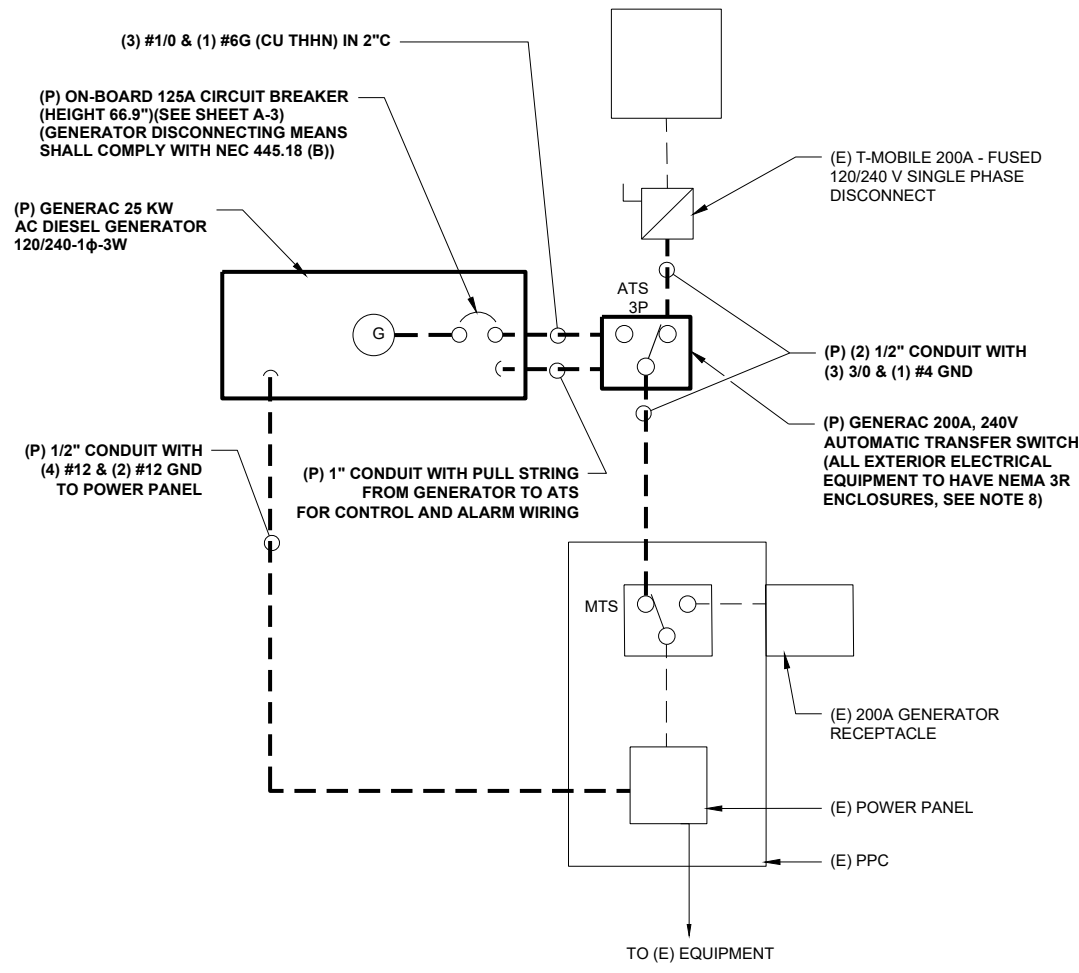 (3) #1/0 & (1) #6G (CU THHN) IN 2"C
(P) ON-BOARD 125A CIRCUIT BREAKER
(HEIGHT 66.9")(SEE SHEET A-3)
(GENERATOR DISCONNECTING MEANS
SHALL COMPLY WITH NEC 445.18 (B))
(E) T-MOBILE 200A - FUSED
120/240 V SINGLE PHASE
DISCONNECT
(P) GENERAC 25 KW
AC DIESEL GENERATOR
120/240-1ϕ-3W
ATS
3P
G
(P) (2) 1/2" CONDUIT WITH
(3) 3/0 & (1) #4 GND
(P) GENERAC 200A, 240V
AUTOMATIC TRANSFER SWITCH
(ALL EXTERIOR ELECTRICAL
EQUIPMENT TO HAVE NEMA 3R
ENCLOSURES, SEE NOTE 8)
(P) 1/2" CONDUIT WITH
(4) #12 & (2) #12 GND
TO POWER PANEL
(P) 1" CONDUIT WITH PULL STRING
FROM GENERATOR TO ATS
FOR CONTROL AND ALARM WIRING
MTS
(E) 200A GENERATOR
RECEPTACLE
(E) POWER PANEL
(E) PPC
TO (E) EQUIPMENT